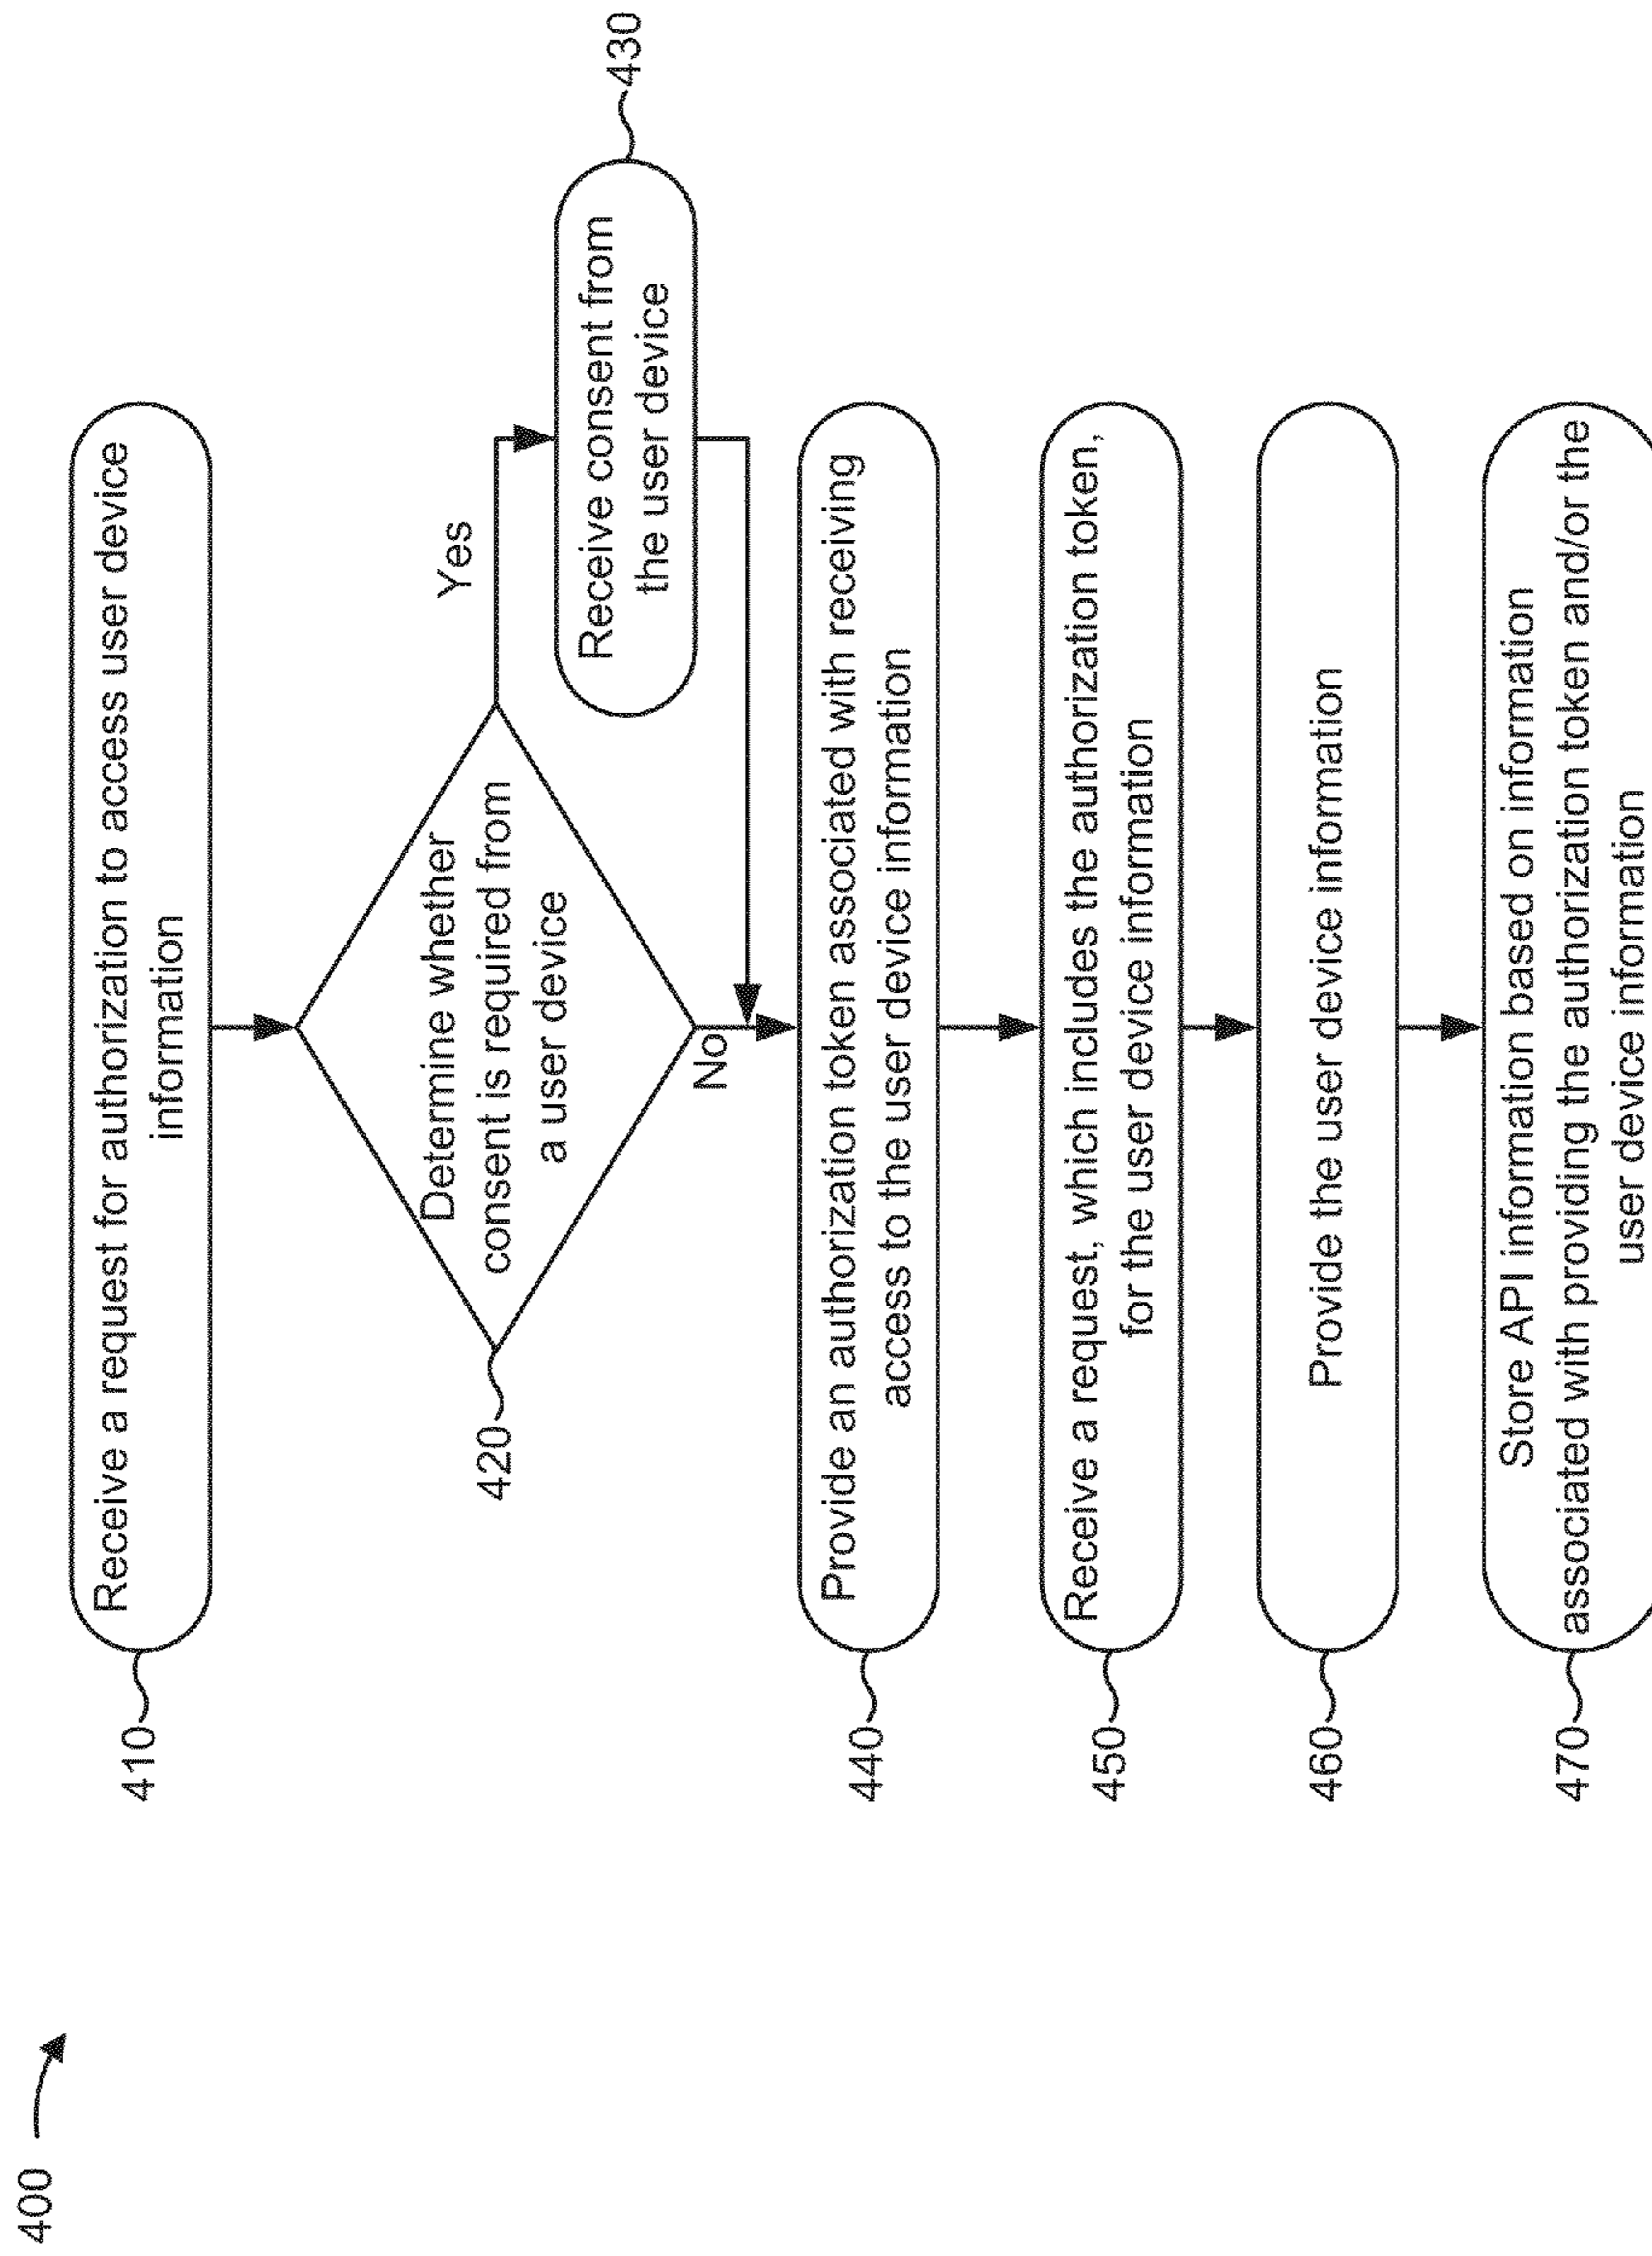 400
410
Receive a request for authorization to access user device
information
420
Determine whether
consent is required from
a user device
Yes
430
Receive consent from
the user device
No
440
Provide an authorization token associated with receiving
access to the user device information
450
Receive a request, which includes the authorization token,
for the user device information
460
Provide the user device information
470
Store API information based on information
associated with providing the authorization token and/or the
user device information